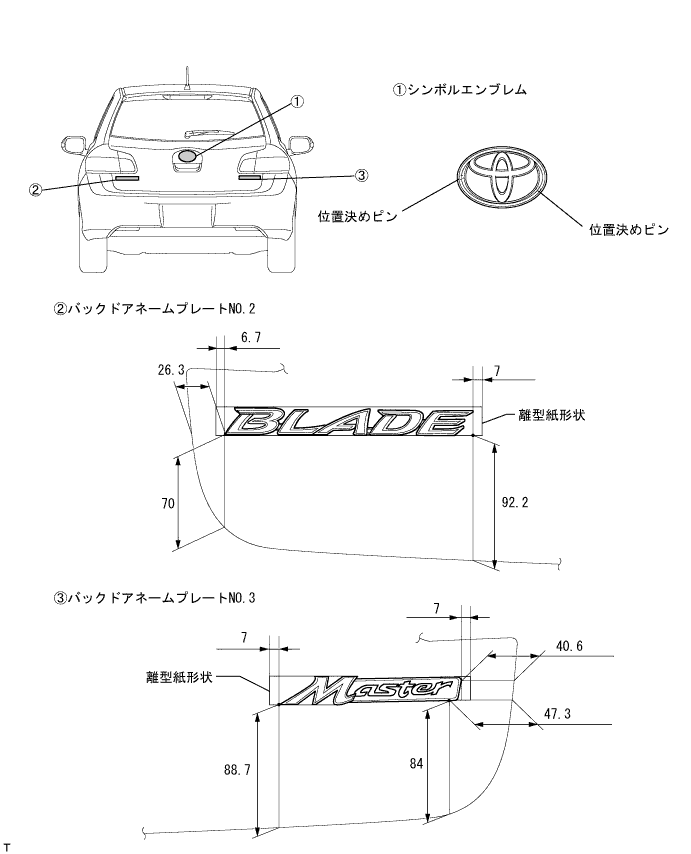 ①シンボルエンブレム
①
②
③
位置決めピン
位置決めピン
②バックドアネームプレートNO.2
6.7
26.3
7
BLADE
離型紙形状
70
92.2
③バックドアネームプレートNO.3
7
7
40.6
離型紙形状
Master
47.3
88.7
84
T